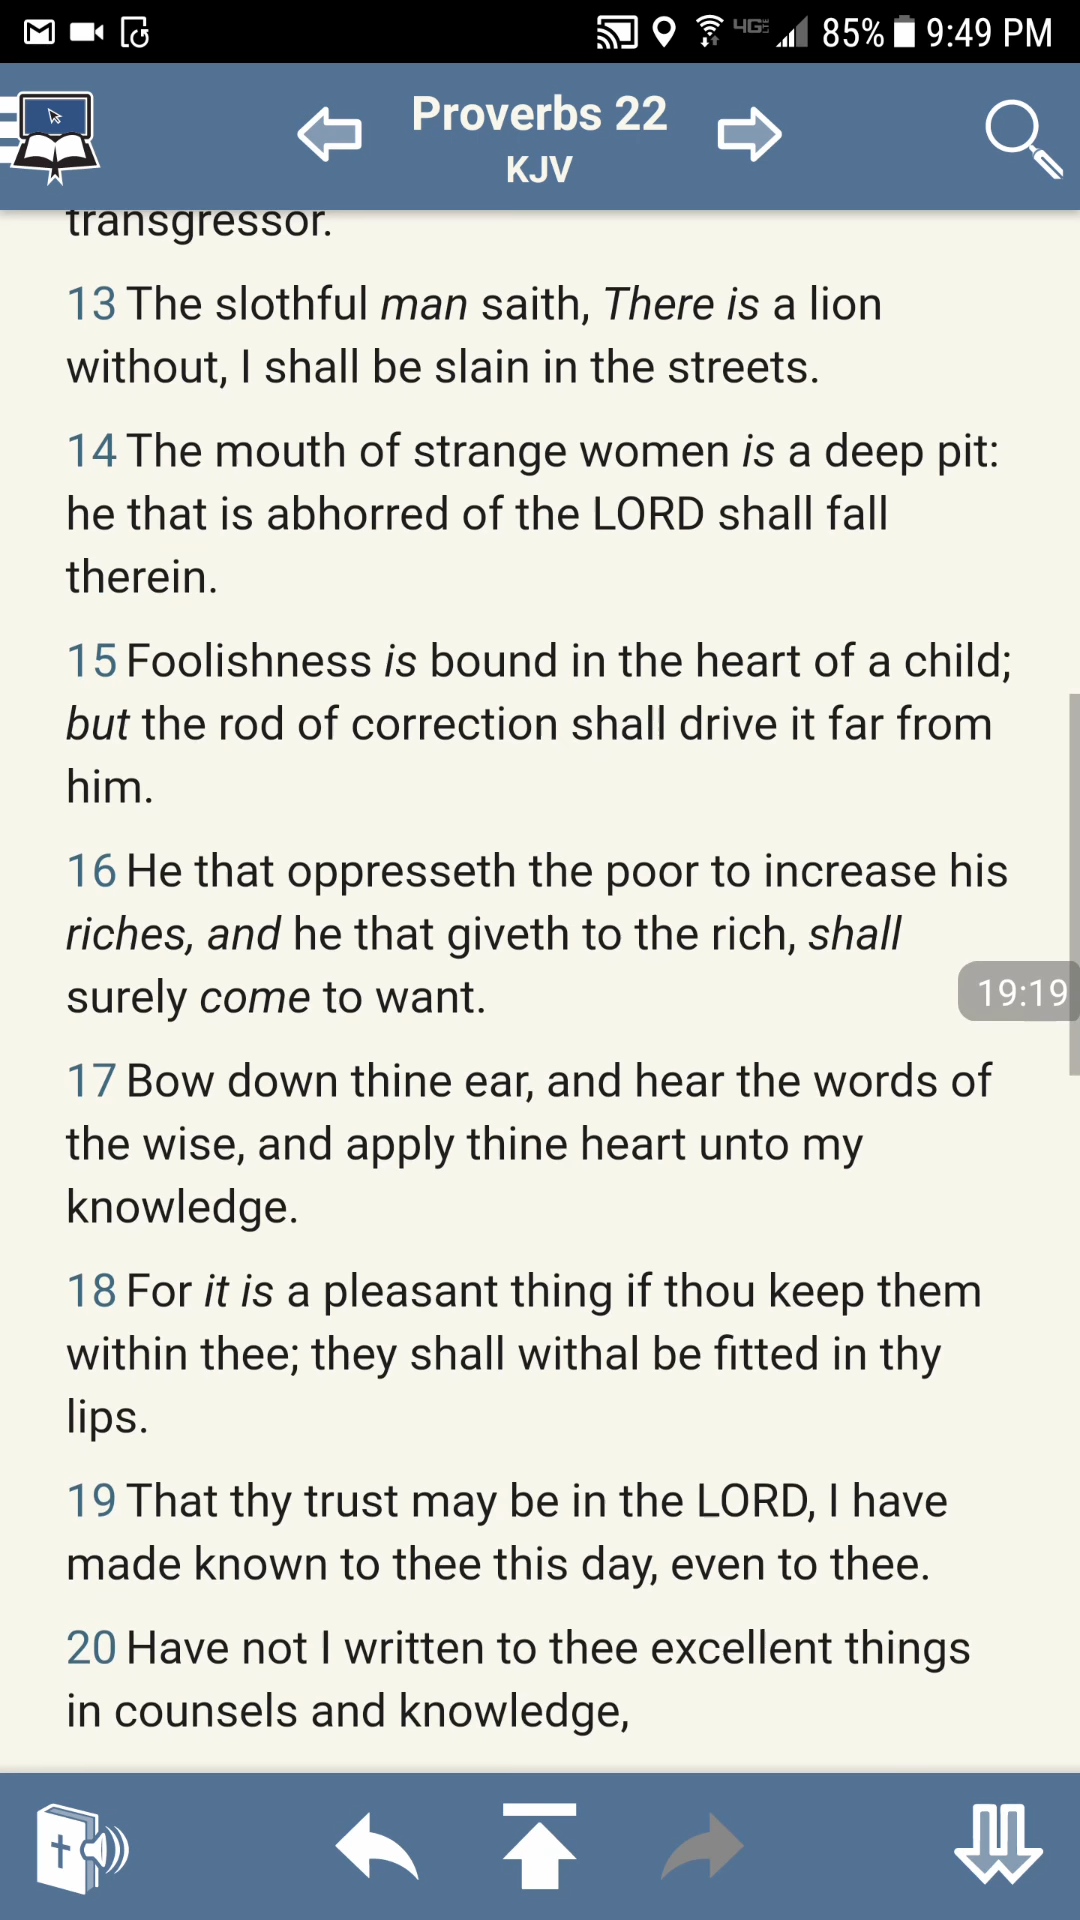 85% 9:49 PM
Proverbs 22
KJV
transgressor.
13 The slothful man saith, There is a lion
without, I shall be slain in the streets.
14 The mouth of strange women is a deep pit:
he that is abhorred of the LORD shall fall
therein.
15 Foolishness is bound in the heart of a child;
but the rod of correction shall drive it far from
him.
16 He that oppresseth the poor to increase his
riches, and he that giveth to the rich, shall
surely come to want.
19:19
17 Bow down thine ear, and hear the words of
the wise, and apply thine heart unto my
knowledge.
18 For it is a pleasant thing if thou keep them
within thee; they shall withal be fitted in thy
lips.
19 That thy trust may be in the LORD, I have
made known to thee this day, even to thee.
20 Have not I written to thee excellent things
in counsels and knowledge,